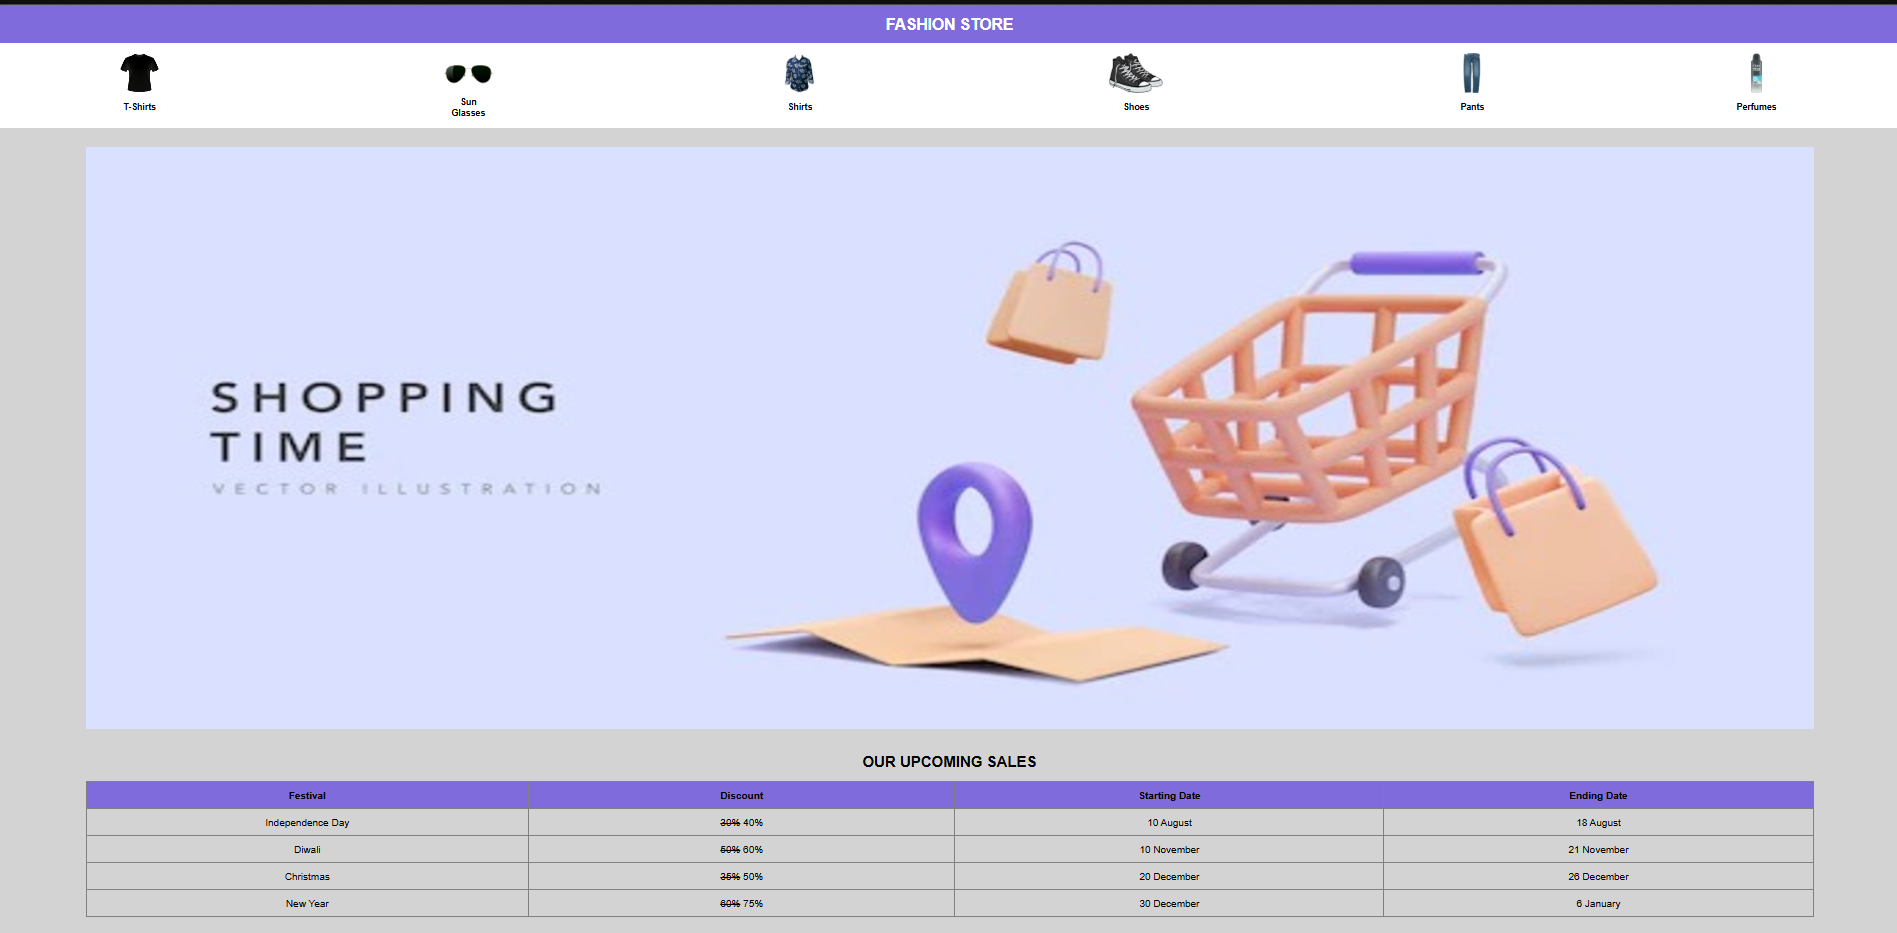 FASHION STORE
T-Shirts
Sun
Glasses
Shirts
Shoes
Pants
Perfumes
SHOPPING
TIME
VECTOR ILLUSTRATION
OUR UPCOMING SALES
Festival Discount Starting Date Ending Date
Independence Day 30% 40% 10 August 18 August
Diwali 50% 60% 10 November 21 November
Christmas 35% 50% 20 December 26 December
New Year 60% 75% 30 December 6 January